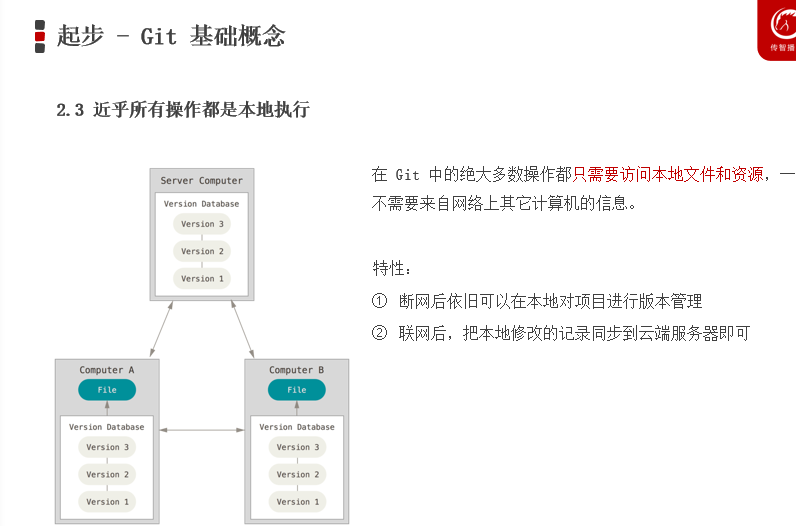 起步 - Git 基础概念
传智播
2.3 近乎所有操作都是本地执行
在 Git 中的绝大多数操作都只需要访问本地文件和资源，一
不需要来自网络上其它计算机的信息。
特性：
① 断网后依旧可以在本地对项目进行版本管理
② 联网后，把本地修改的记录同步到云端服务器即可
Server Computer
Version Database
Version 3
Version 2
Version 1
Computer A
File
Version Database
Version 3
Version 2
Version 1
Computer B
File
Version Database
Version 3
Version 2
Version 1